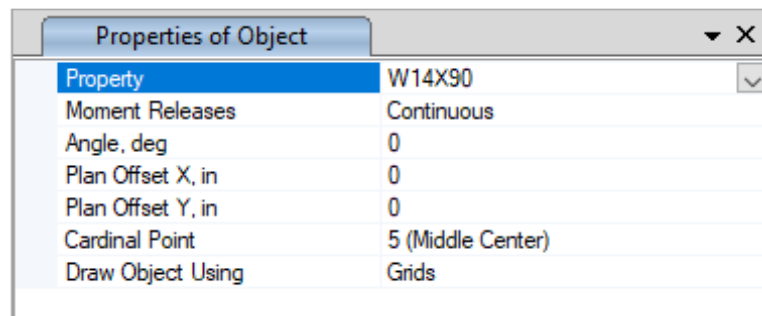 Properties of Object
Property W14X90
Moment Releases Continuous
Angle, deg 0
Plan Offset X, in 0
Plan Offset Y, in 0
Cardinal Point 5 (Middle Center)
Draw Object Using Grids